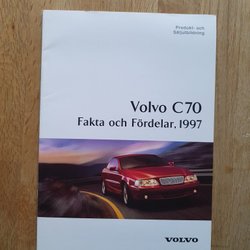 Produkt- och
Säljutbildning
Volvo C70
Fakta och Fördelar, 1997
VOLVO